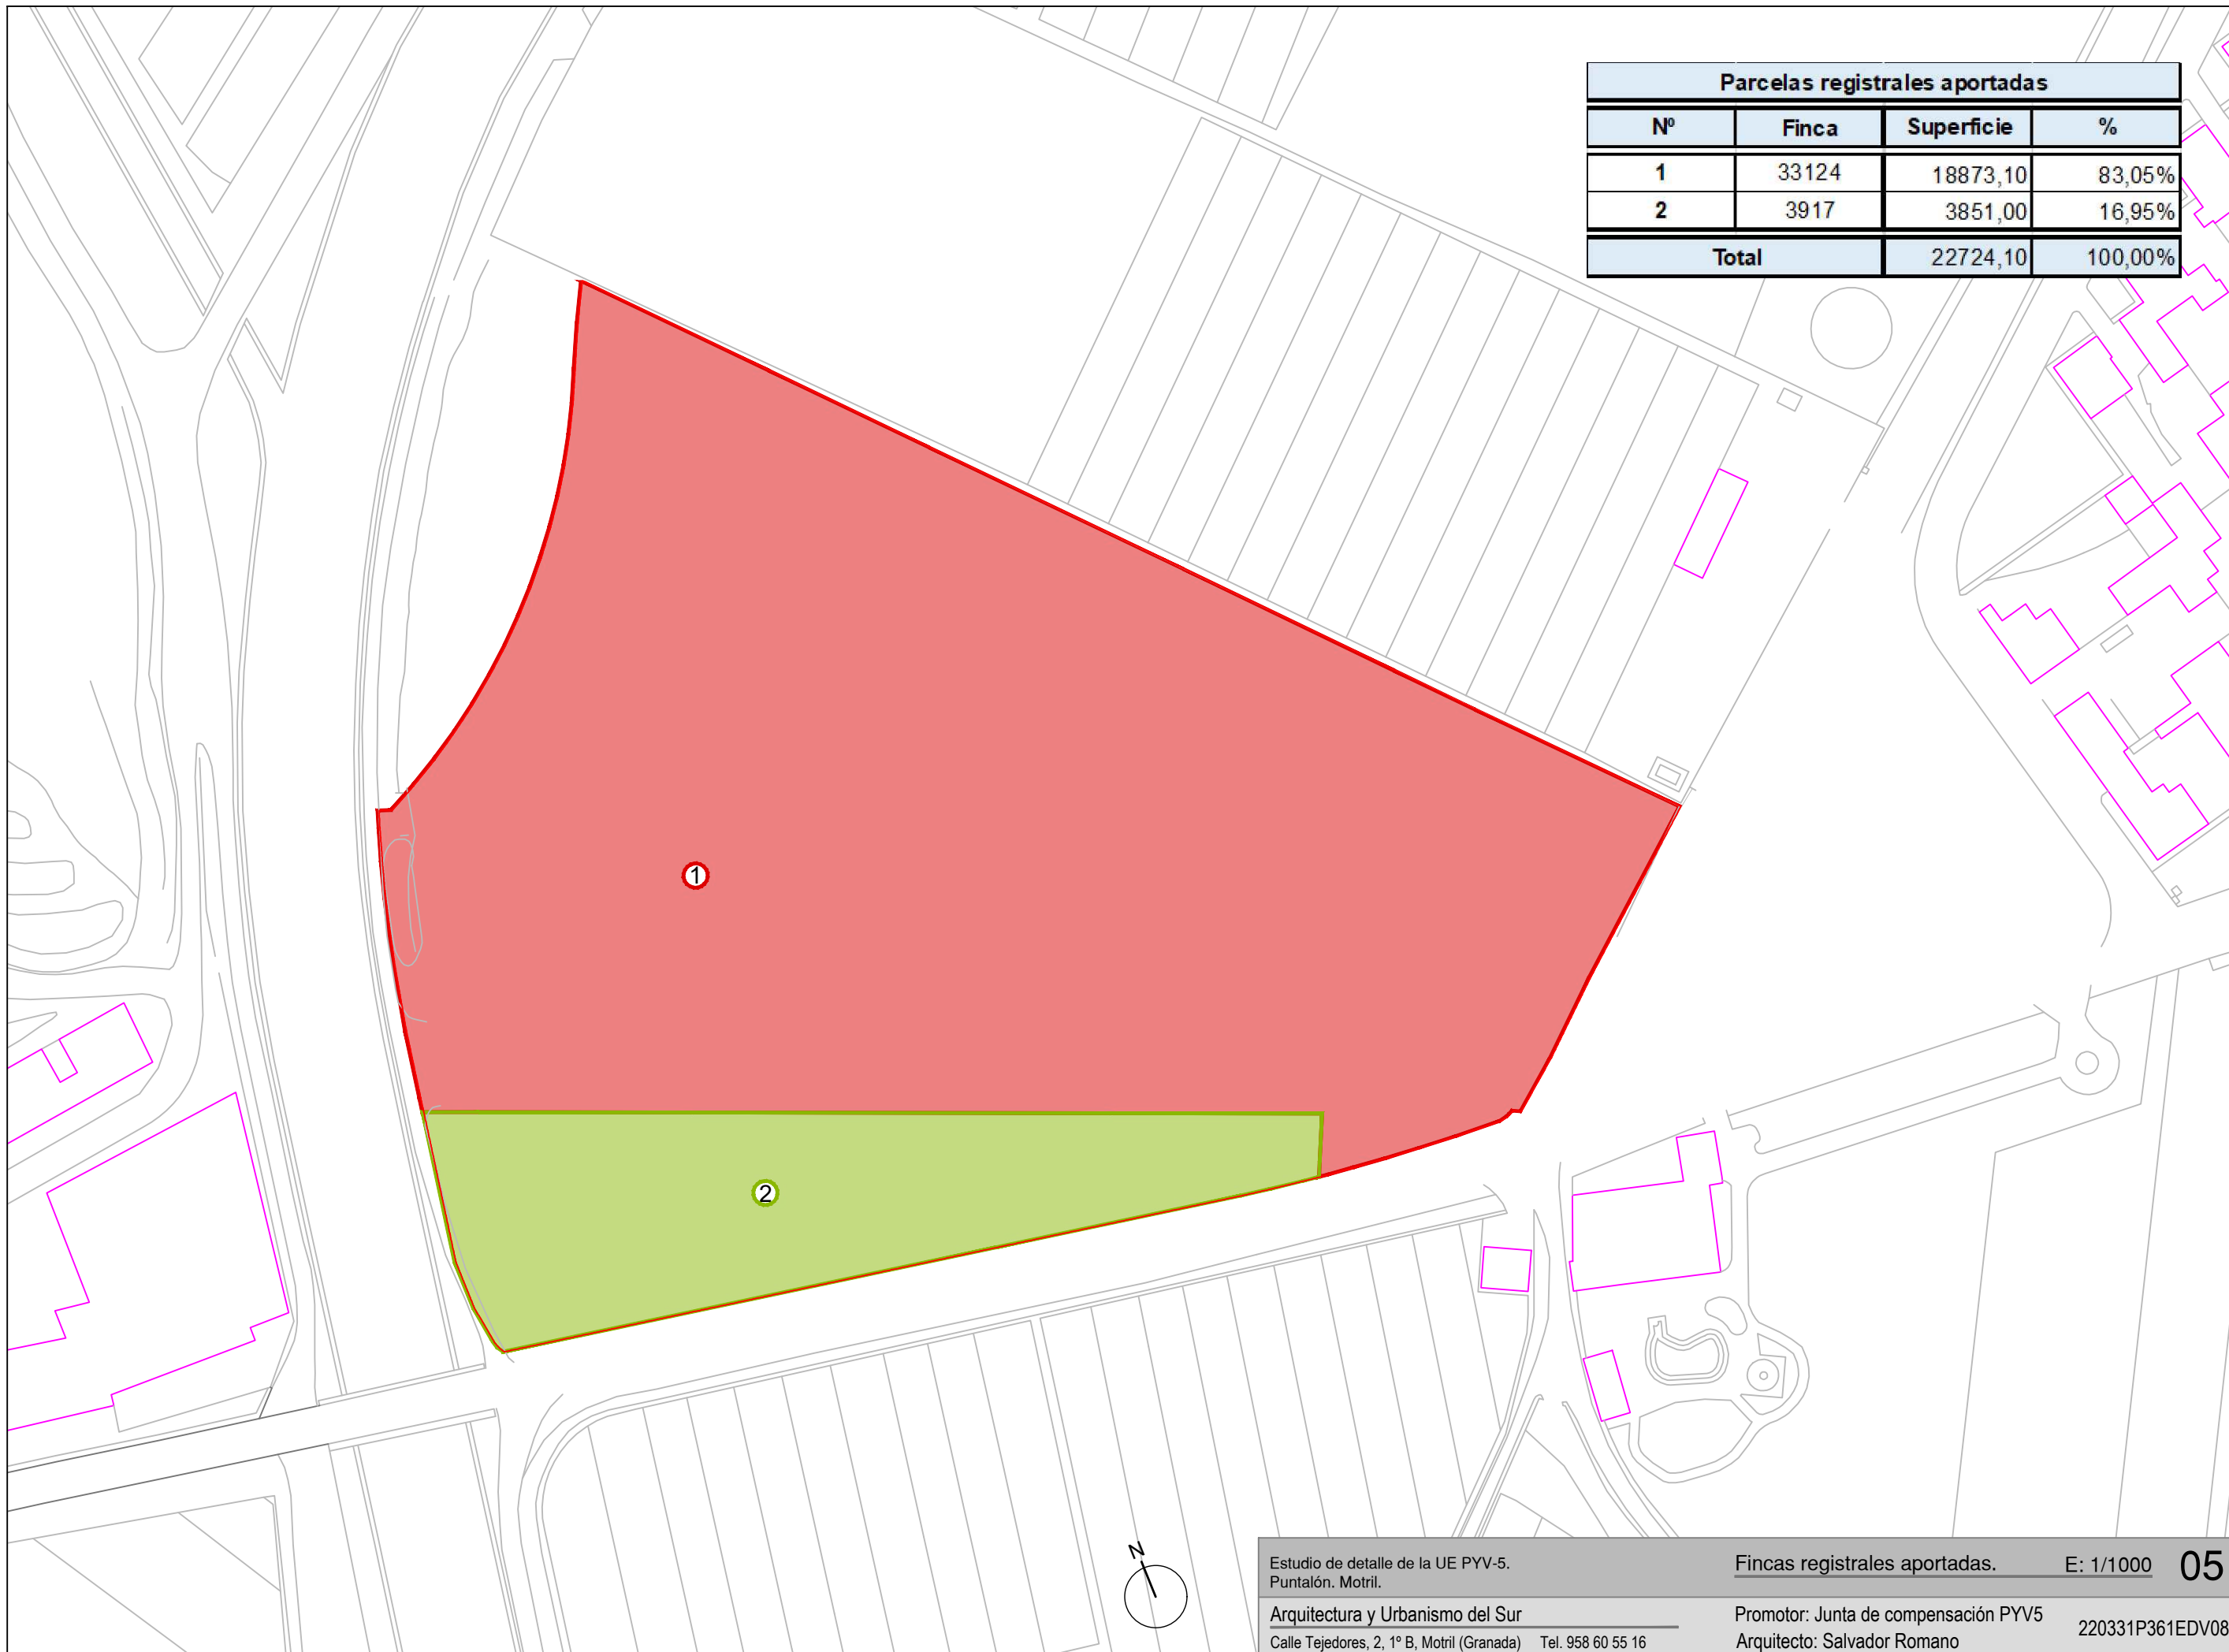 Parcelas registrales aportadas
Nº Finca Superficie %
1 33124 18873,10 83,05%
2 3917 3851,00 16,95%
Total 22724,10 100,00%
1
2
N
Estudio de detalle de la UE PYV-5.
Puntalón. Motril.
Fincas registrales aportadas. E: 1/1000 05
Arquitectura y Urbanismo del Sur
Calle Tejedores, 2, 1º B, Motril (Granada) Tel. 958 60 55 16
Promotor: Junta de compensación PYV5
Arquitecto: Salvador Romano
220331P361EDV08